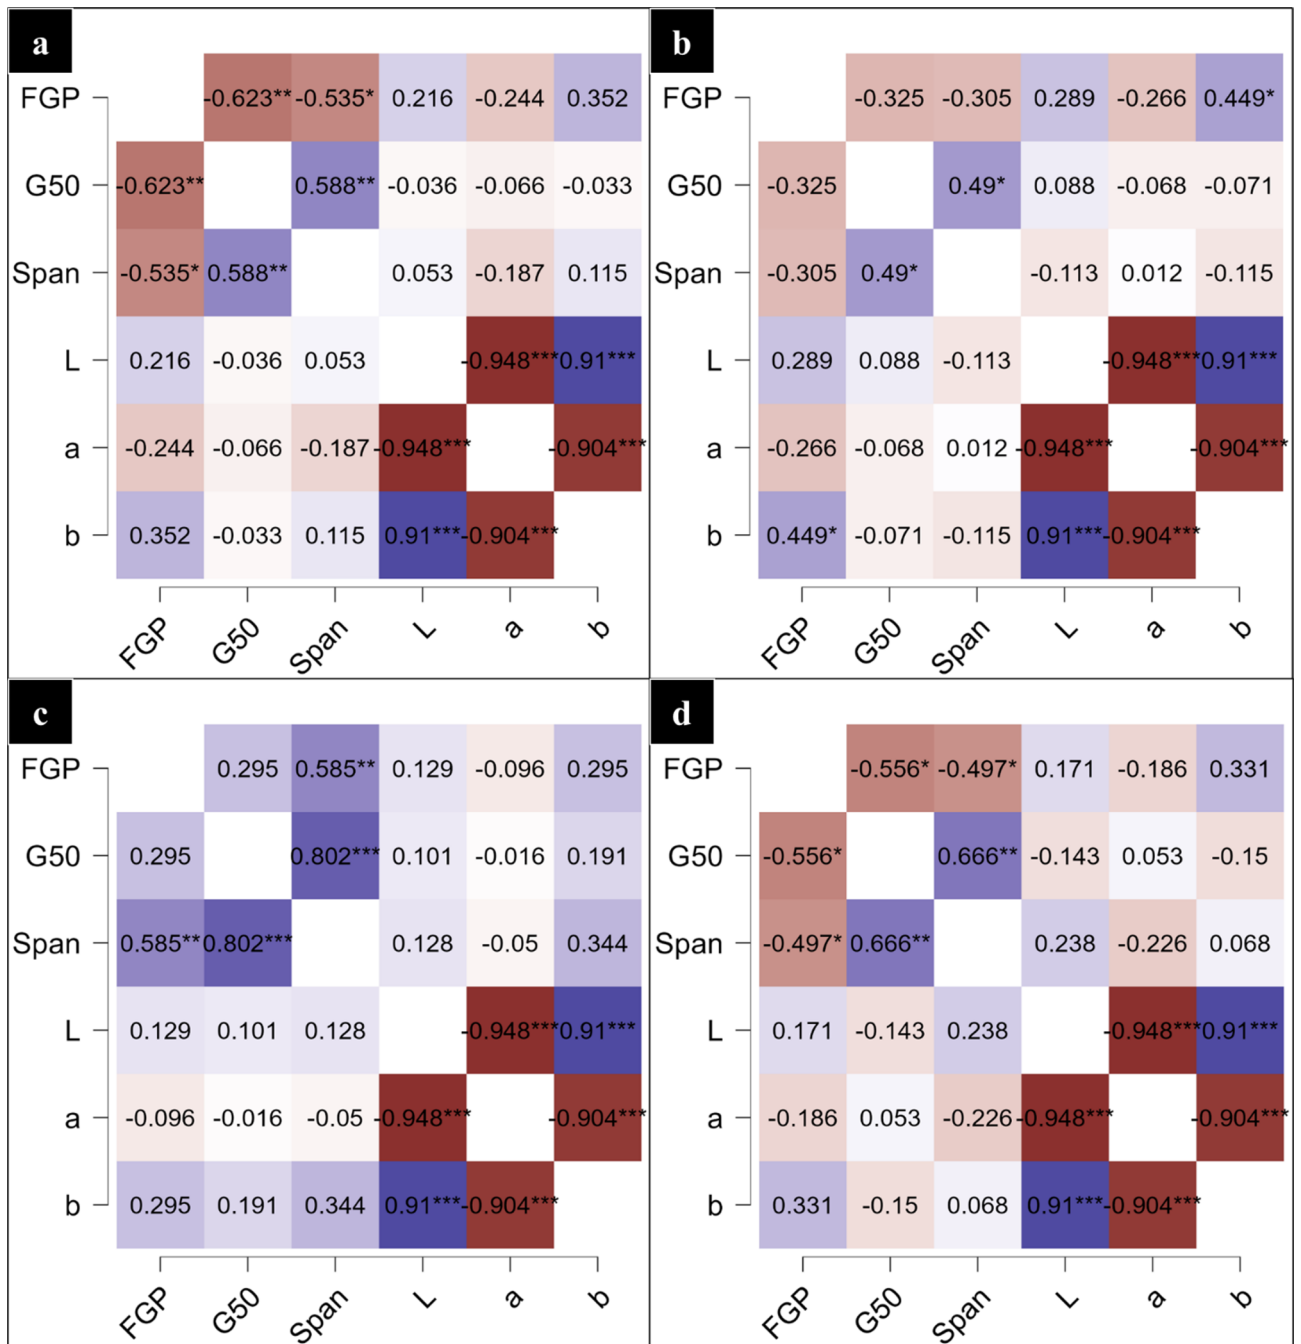 a
FGP -0.623** -0.535* 0.216 -0.244 0.352
G50 -0.623** 0.588** -0.036 -0.066 -0.033
Span -0.535* 0.588** 0.053 -0.187 0.115
L 0.216 -0.036 0.053 -0.948*** 0.91***
a -0.244 -0.066 -0.187 -0.948*** -0.904***
b 0.352 -0.033 0.115 0.91*** -0.904***
FGP G50 Span L a b
b
FGP -0.325 -0.305 0.289 -0.266 0.449*
G50 -0.325 0.49* 0.088 -0.068 -0.071
Span -0.305 0.49* -0.113 0.012 -0.115
L 0.289 0.088 -0.113 -0.948*** 0.91***
a -0.266 -0.068 0.012 -0.948*** -0.904***
b 0.449* -0.071 -0.115 0.91*** -0.904***
FGP G50 Span L a b
c
FGP 0.295 0.585** 0.129 -0.096 0.295
G50 0.295 0.802*** 0.101 -0.016 0.191
Span 0.585** 0.802*** 0.128 -0.05 0.344
L 0.129 0.101 0.128 -0.948*** 0.91***
a -0.096 -0.016 -0.05 -0.948*** -0.904***
b 0.295 0.191 0.344 0.91*** -0.904***
FGP G50 Span L a b
d
FGP -0.556* -0.497* 0.171 -0.186 0.331
G50 -0.556* 0.666** -0.143 0.053 -0.15
Span -0.497* 0.666** 0.238 -0.226 0.068
L 0.171 -0.143 0.238 -0.948*** 0.91***
a -0.186 0.053 -0.226 -0.948*** -0.904***
b 0.331 -0.15 0.068 0.91*** -0.904***
FGP G50 Span L a b